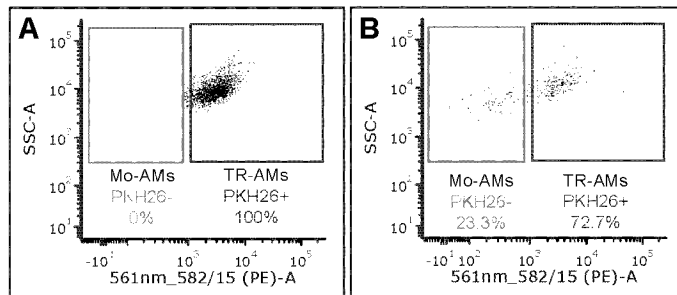 A
SSC-A
10^5
10^4
10^3
10^2
10^1
Mo-AMs
PKH26-
0%
TR-AMs
PKH26+
100%
-10^1 10^3 10^4 10^5
561nm_582/15 (PE)-A
B
SSC-A
10^5
10^4
10^3
10^2
10^1
Mo-AMs
PKH26-
23.3%
TR-AMs
PKH26+
72.7%
-10^1 10^2 10^3 10^4 10^5
561nm_582/15 (PE)-A